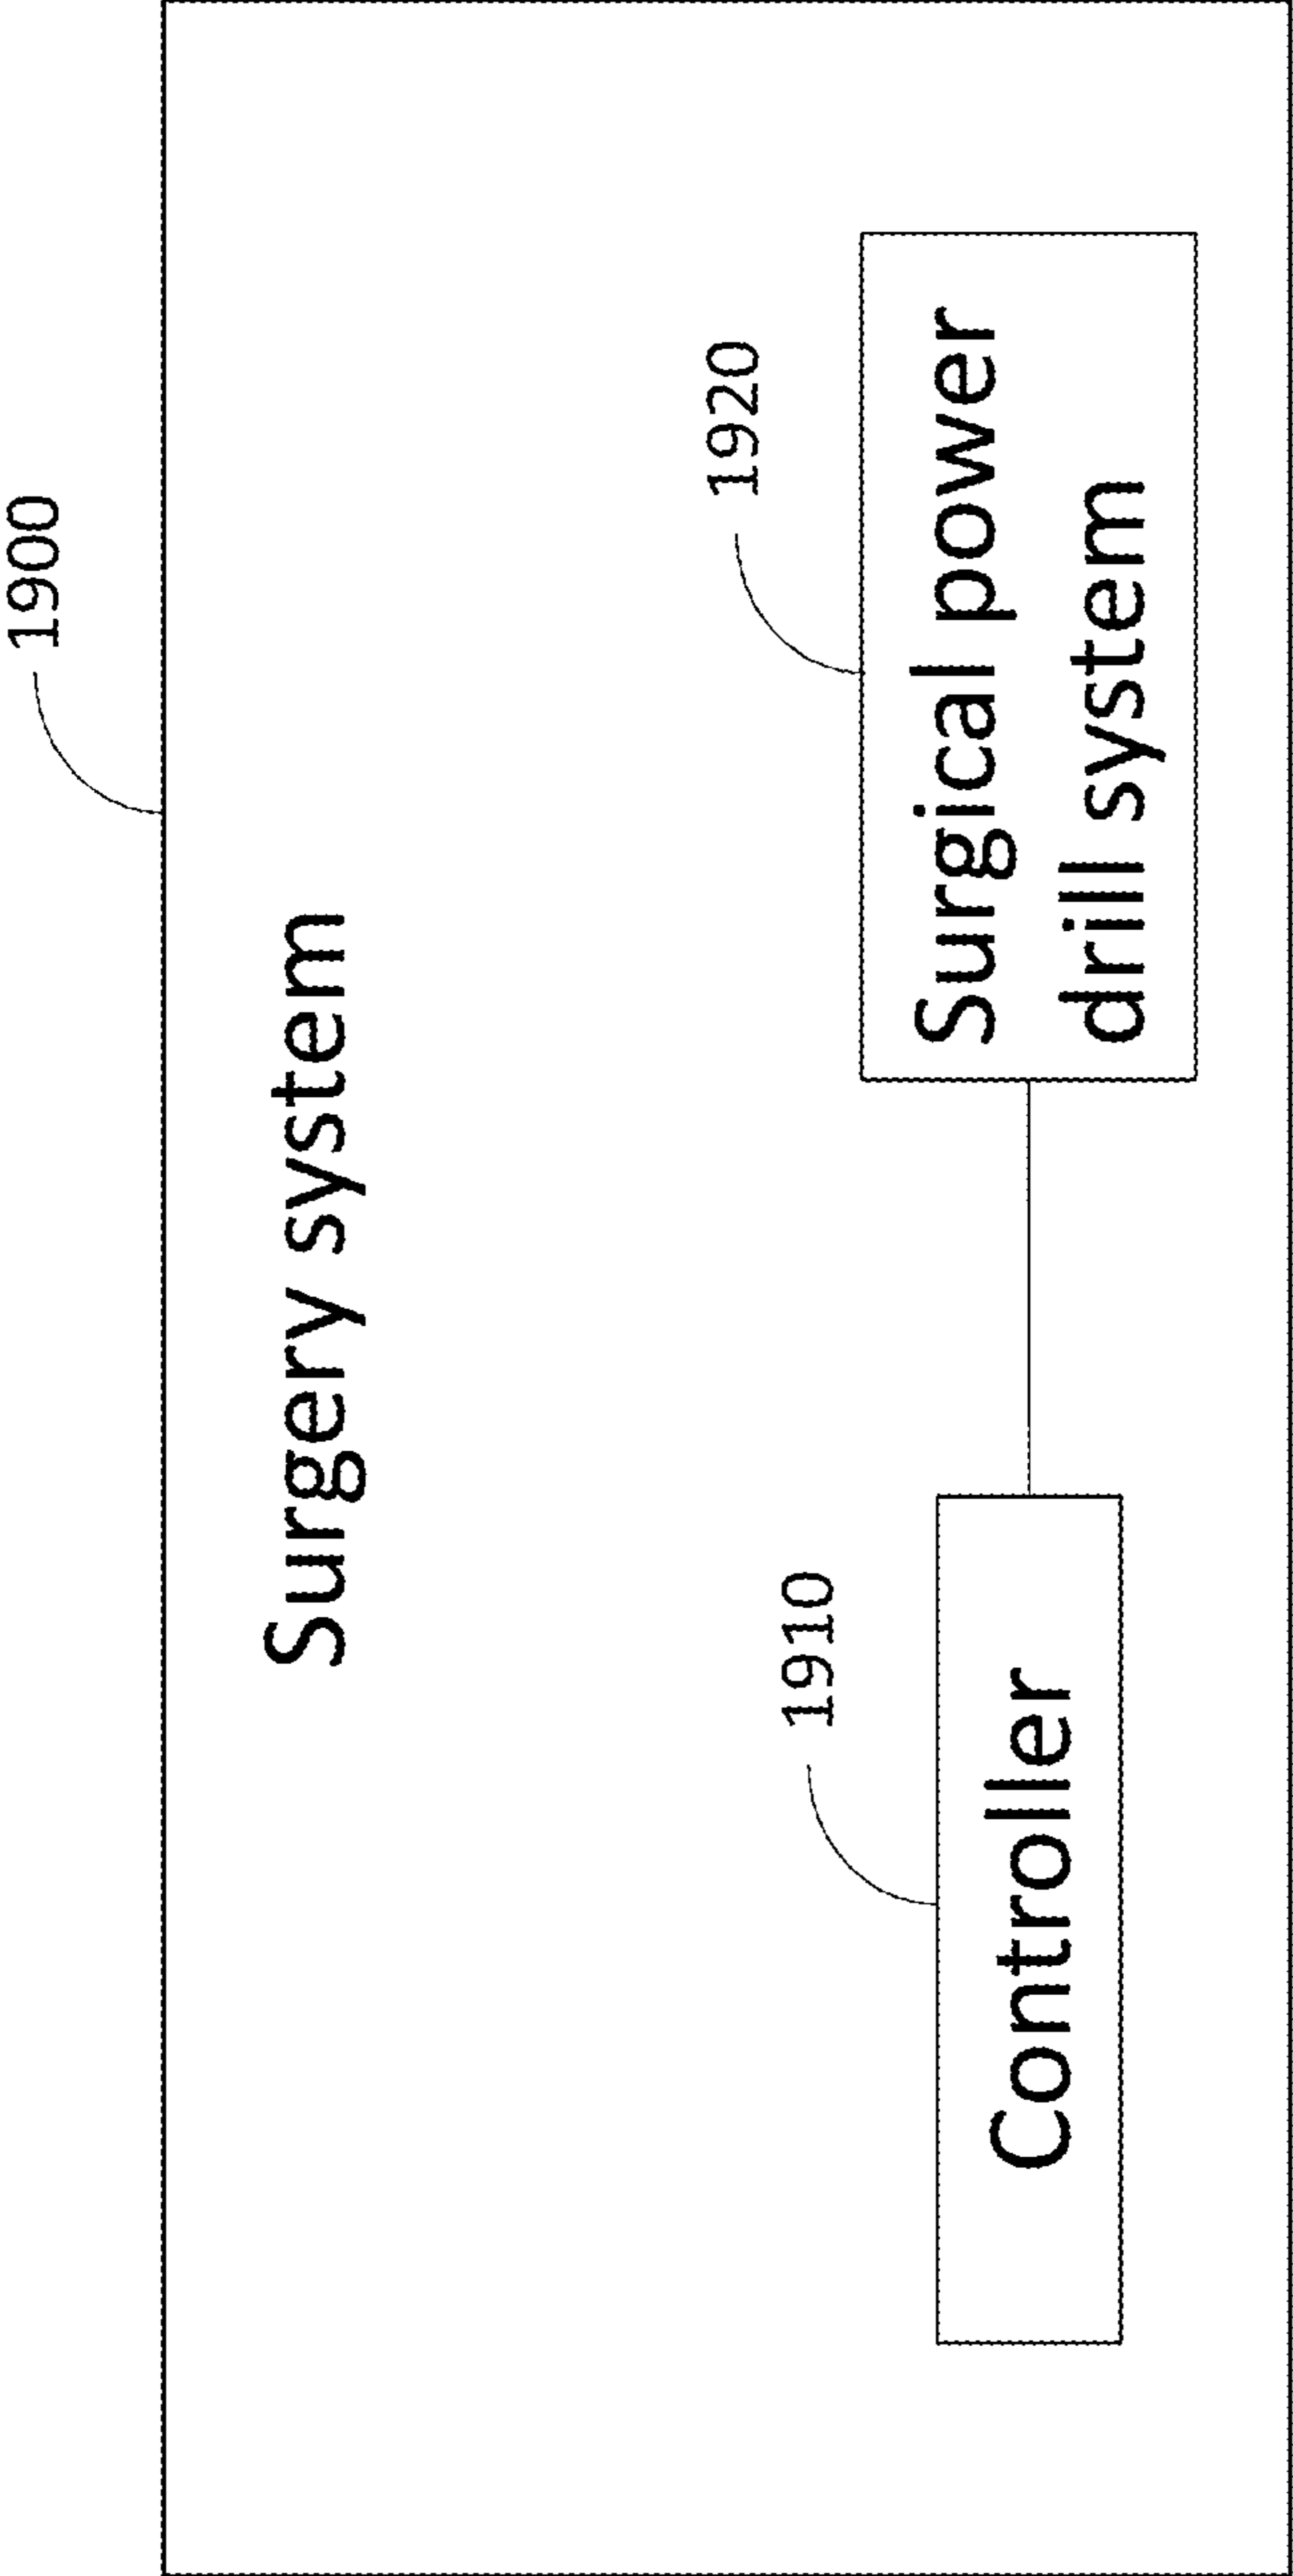 1900
Surgery system
1910
Controller
1920
Surgical power
drill system